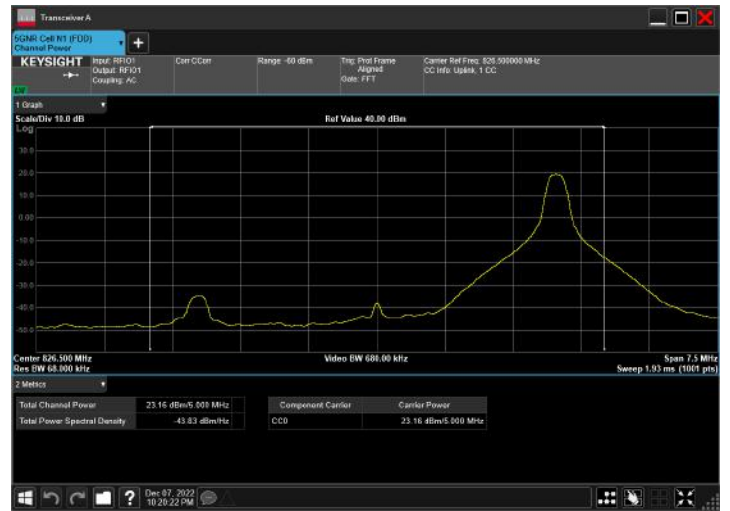 Transceiver A
5GNR Cell N1 (FDD)
Channel Power
+
KEYSIGHT
Input: RFIO1
Output: RFIO1
Coupling: AC
Corr CCorr
Range -60 dBm
Trig: Prot Frame
Aligned
Gate: FFT
Carrier Ref Freq: 826.500000 MHz
CC Info: Uplink, 1 CC
1 Graph
Scale/Div 10.0 dB
Ref Value 40.00 dBm
Log
30.0
20.0
10.0
0.00
-10.0
-20.0
-30.0
-40.0
-50.0
Center 826.500 MHz
Video BW 680.00 kHz
Span 7.5 MHz
Res BW 68.000 kHz
Sweep 1.93 ms (1001 pts)
2 Metrics
Total Channel Power 23.16 dBm/5.000 MHz
Total Power Spectral Density -43.83 dBm/Hz
Component Carrier Carrier Power
CC0 23.16 dBm/5.000 MHz
?
Dec 07, 2022
10:20:22 PM